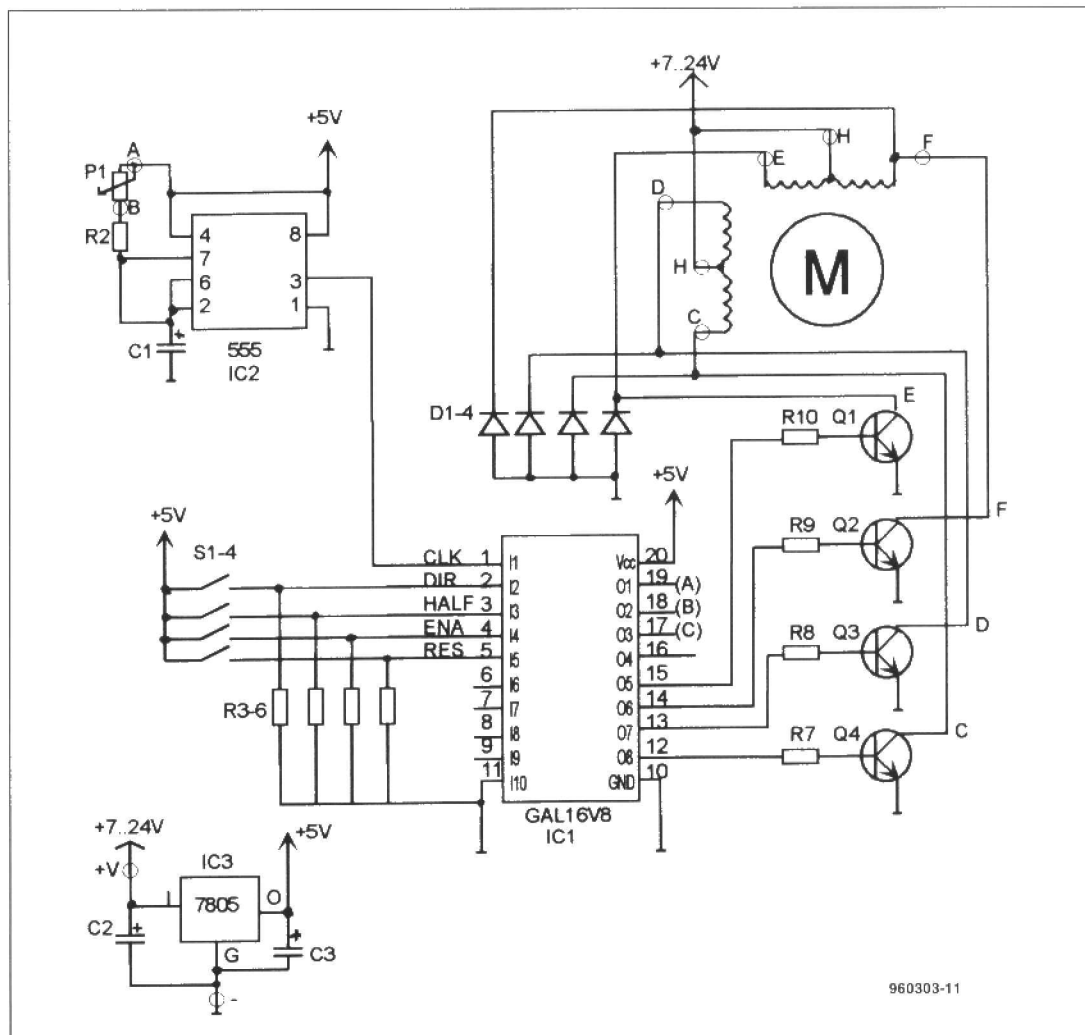 +7..24V
H
F
E
+5V
A
P1
D
B
R2
4
8
7
6
3
H
2
1
C
C1
555
IC2
E
D1-4
R10 Q1
+5V
F
+5V
R9 Q2
S1-4
CLK 1 I1 Vcc 20
DIR 2 I2 O1 19 (A)
HALF 3 I3 O2 18 (B)
ENA 4 I4 O3 17 (C)
RES 5 I5 O4 16
D
R8 Q3
6 I6 O5 15
7 I7 O6 14
R3-6
8 I8 O7 13
9 I9 O8 12
R7 Q4
C
11 I10 GND 10
GAL16V8
IC1
M
+7..24V
+5V
+V
IC3
I
7805
O
C2
G
C3
-
960303-11